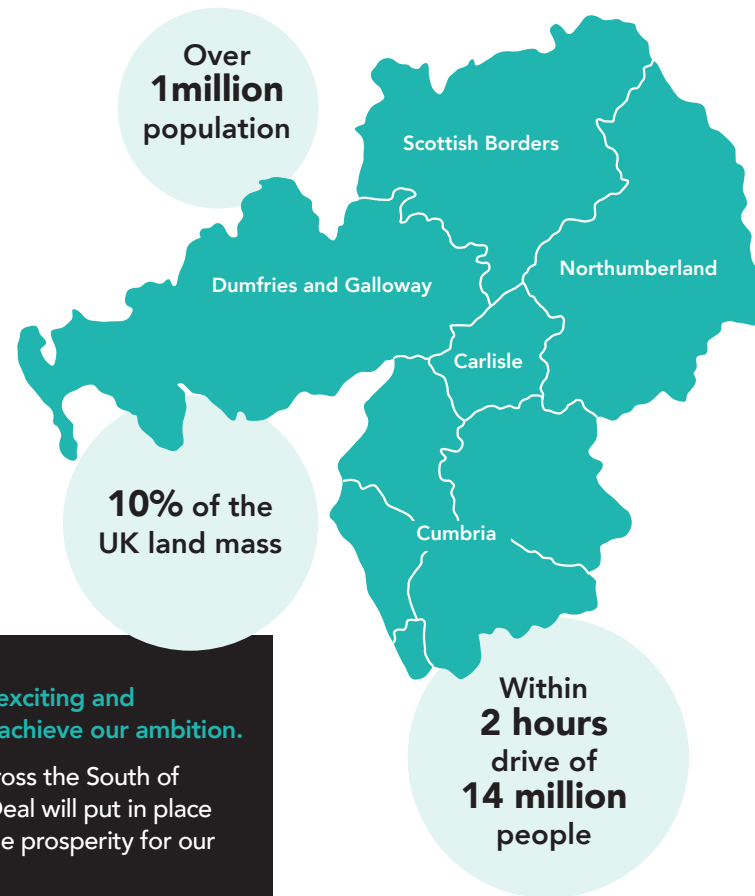 Over
1million
population
Scottish Borders
Northumberland
Dumfries and Galloway
Carlisle
10% of the
UK land mass
Cumbria
exciting and
achieve our ambition.
ross the South of
Deal will put in place
e prosperity for our
Within
2 hours
drive of
14 million
people